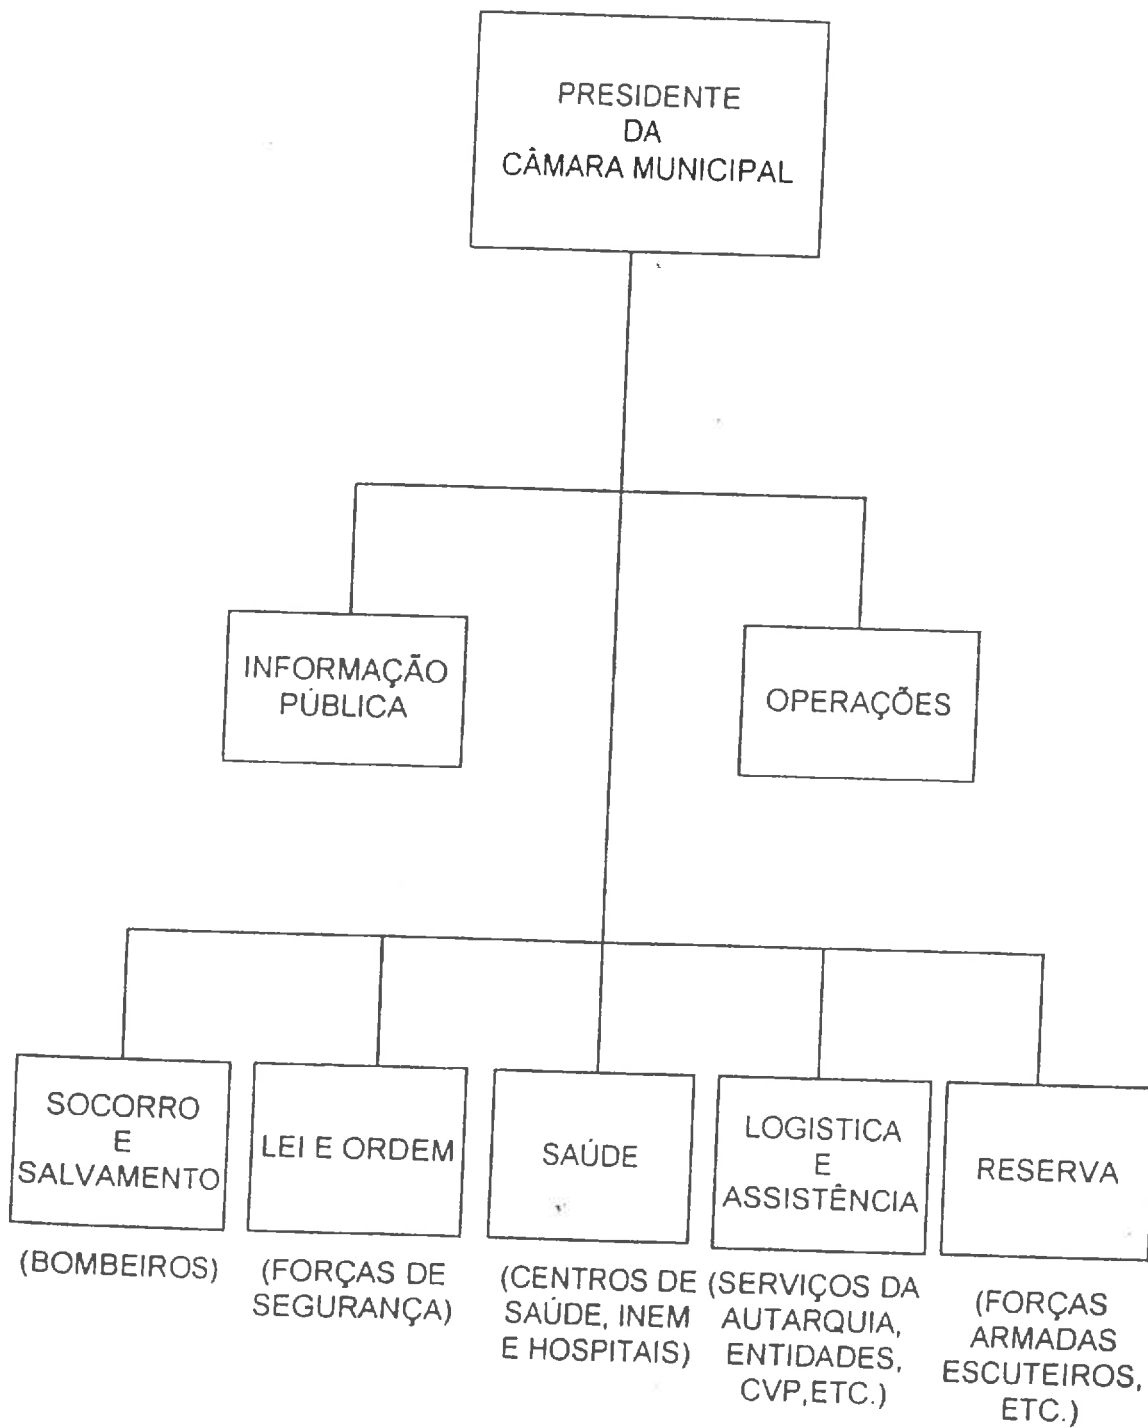 PRESIDENTE
DA
CÂMARA MUNICIPAL
INFORMAÇÃO
PÚBLICA
OPERAÇÕES
SOCORRO
E
SALVAMENTO
(BOMBEIROS)
LEI E ORDEM
(FORÇAS DE
SEGURANÇA)
SAÚDE
(CENTROS DE
SAÚDE, INEM
E HOSPITAIS)
LOGISTICA
E
ASSISTÊNCIA
(SERVIÇOS DA
AUTARQUIA,
ENTIDADES,
CVP,ETC.)
RESERVA
(FORÇAS
ARMADAS
ESCUTEIROS,
ETC.)